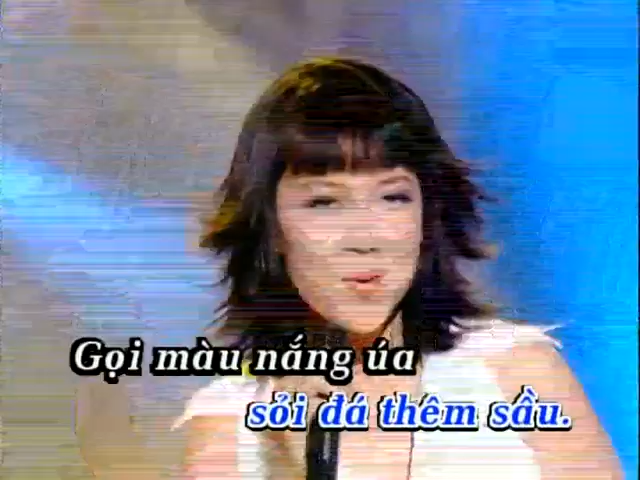 Gọi màu nắng úa
sỏi đá thêm sầu.